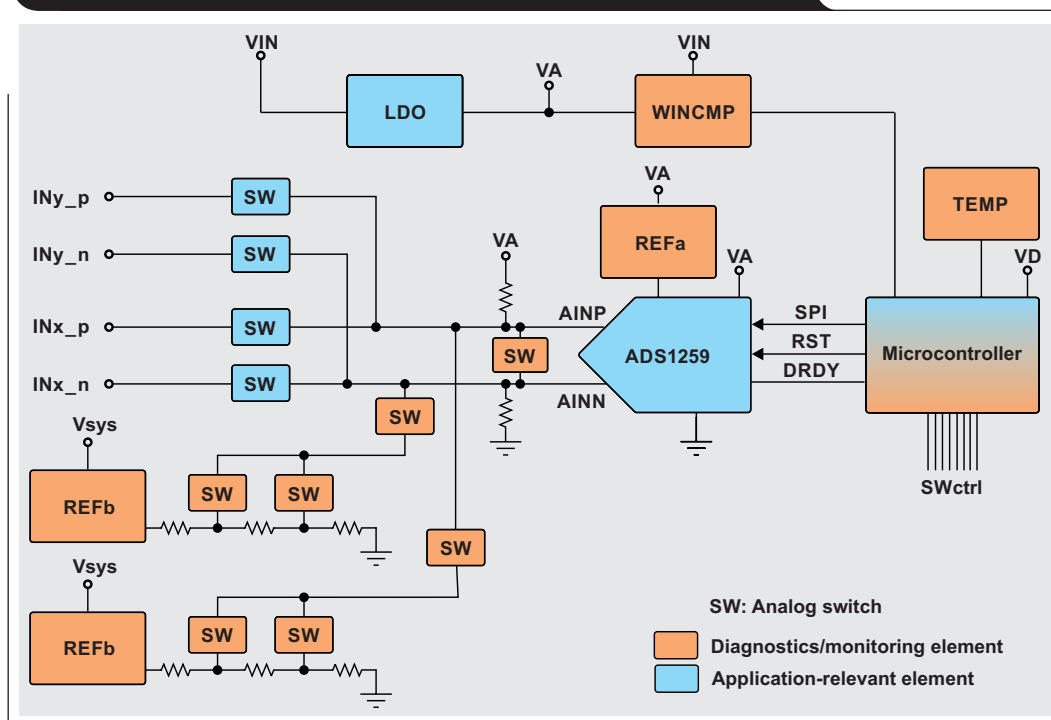 VIN
VIN
VA
LDO
WINCMP
INy_p
SW
VA
TEMP
REFa
INy_n
SW
VA
VA
VD
INx_p
SW
AINP
SPI
SW
ADS1259
RST
Microcontroller
INx_n
SW
AINN
DRDY
SW
Vsys
SWctrl
REFb
SW
SW
SW
Vsys
REFb
SW
SW
SW: Analog switch
Diagnostics/monitoring element
Application-relevant element